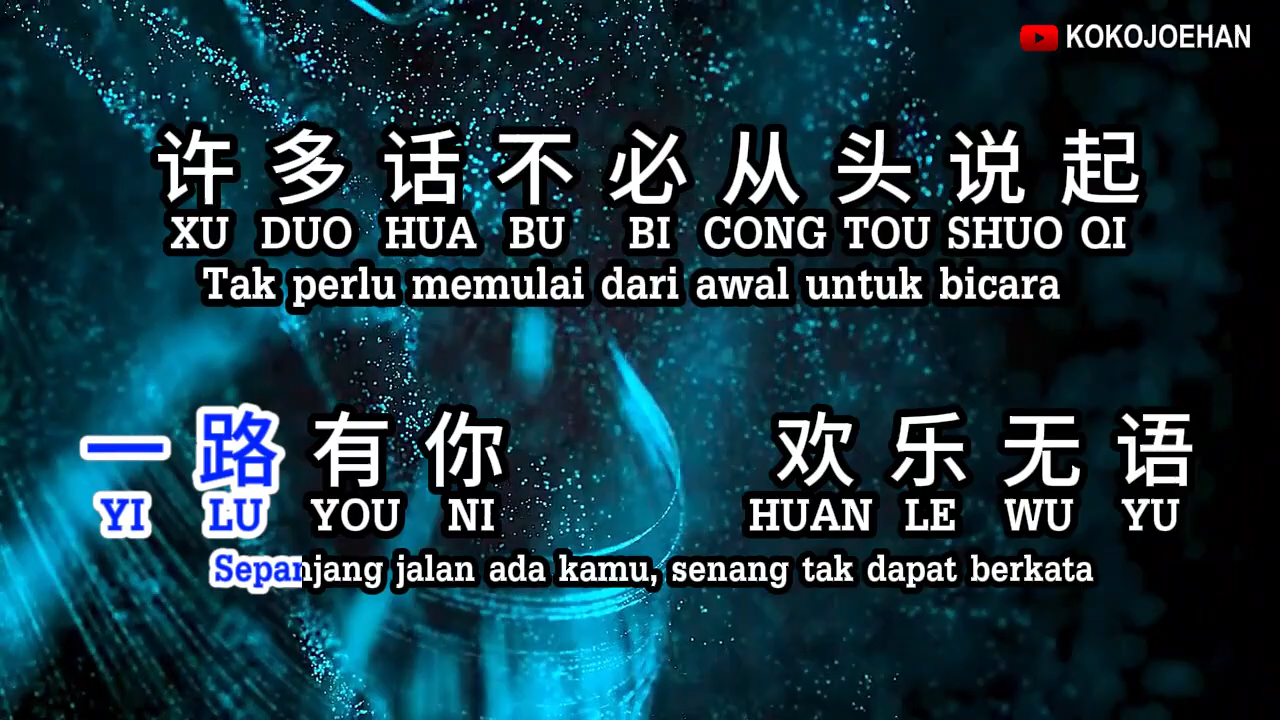 KOKOJOEHAN
许多话不必从头说起
XU DUO HUA BU BI CONG TOU SHUO QI
Tak perlu memulai dari awal untuk bicara
一路有你 欢乐无语
YI LU YOU NI HUAN LE WU YU
Sepanjang jalan ada kamu, senang tak dapat berkata